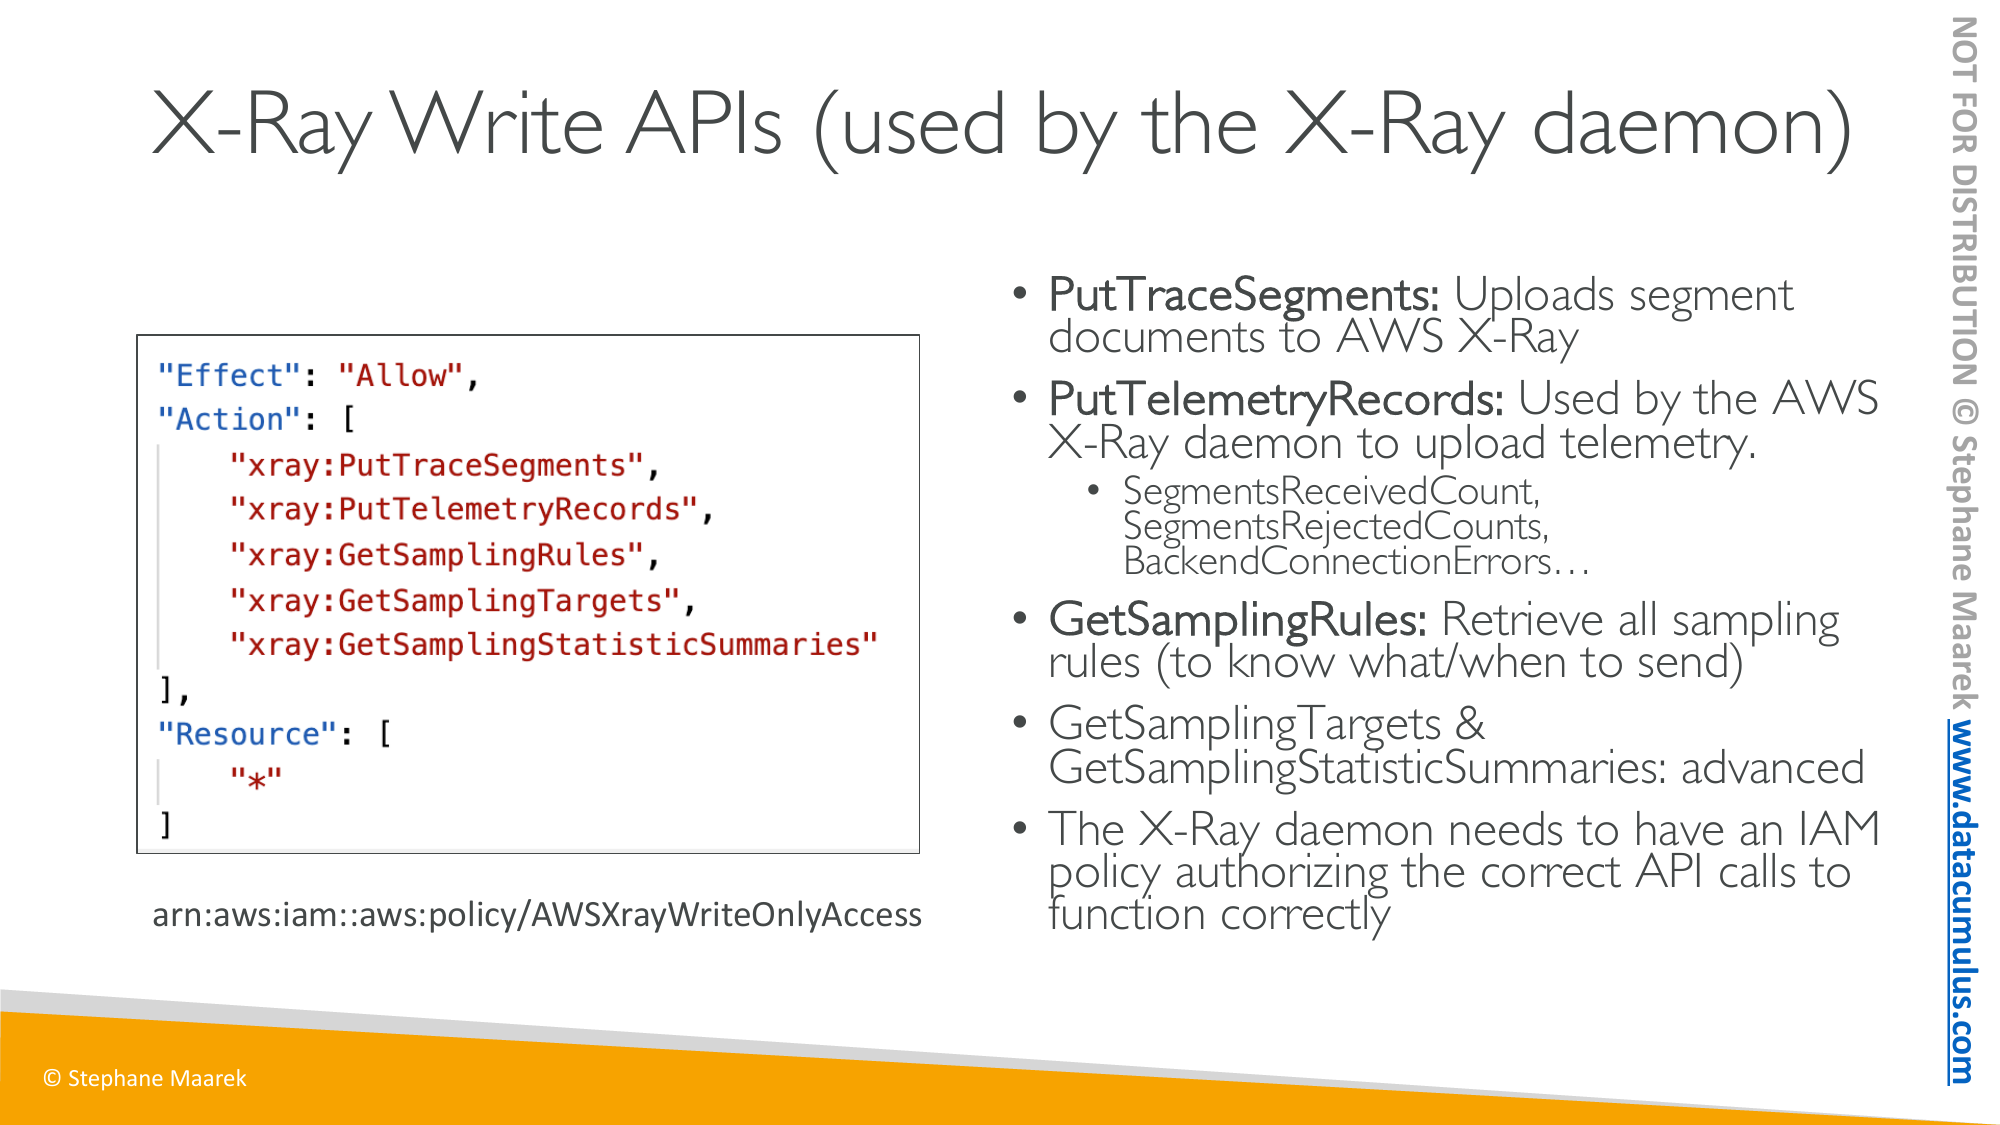 X-Ray Write APIs (used by the X-Ray daemon)
"Effect": "Allow",
"Action": [
"xray:PutTraceSegments",
"xray:PutTelemetryRecords",
"xray:GetSamplingRules",
"xray:GetSamplingTargets",
"xray:GetSamplingStatisticSummaries"
],
"Resource": [
"*"
]
arn:aws:iam::aws:policy/AWSXrayWriteOnlyAccess
• PutTraceSegments: Uploads segment
documents to AWS X-Ray
• PutTelemetryRecords: Used by the AWS
X-Ray daemon to upload telemetry.
• SegmentsReceivedCount,
SegmentsRejectedCounts,
BackendConnectionErrors…
• GetSamplingRules: Retrieve all sampling
rules (to know what/when to send)
• GetSamplingTargets &
GetSamplingStatisticSummaries: advanced
• The X-Ray daemon needs to have an IAM
policy authorizing the correct API calls to
function correctly
© Stephane Maarek
NOT FOR DISTRIBUTION © Stephane Maarek www.datacumulus.com